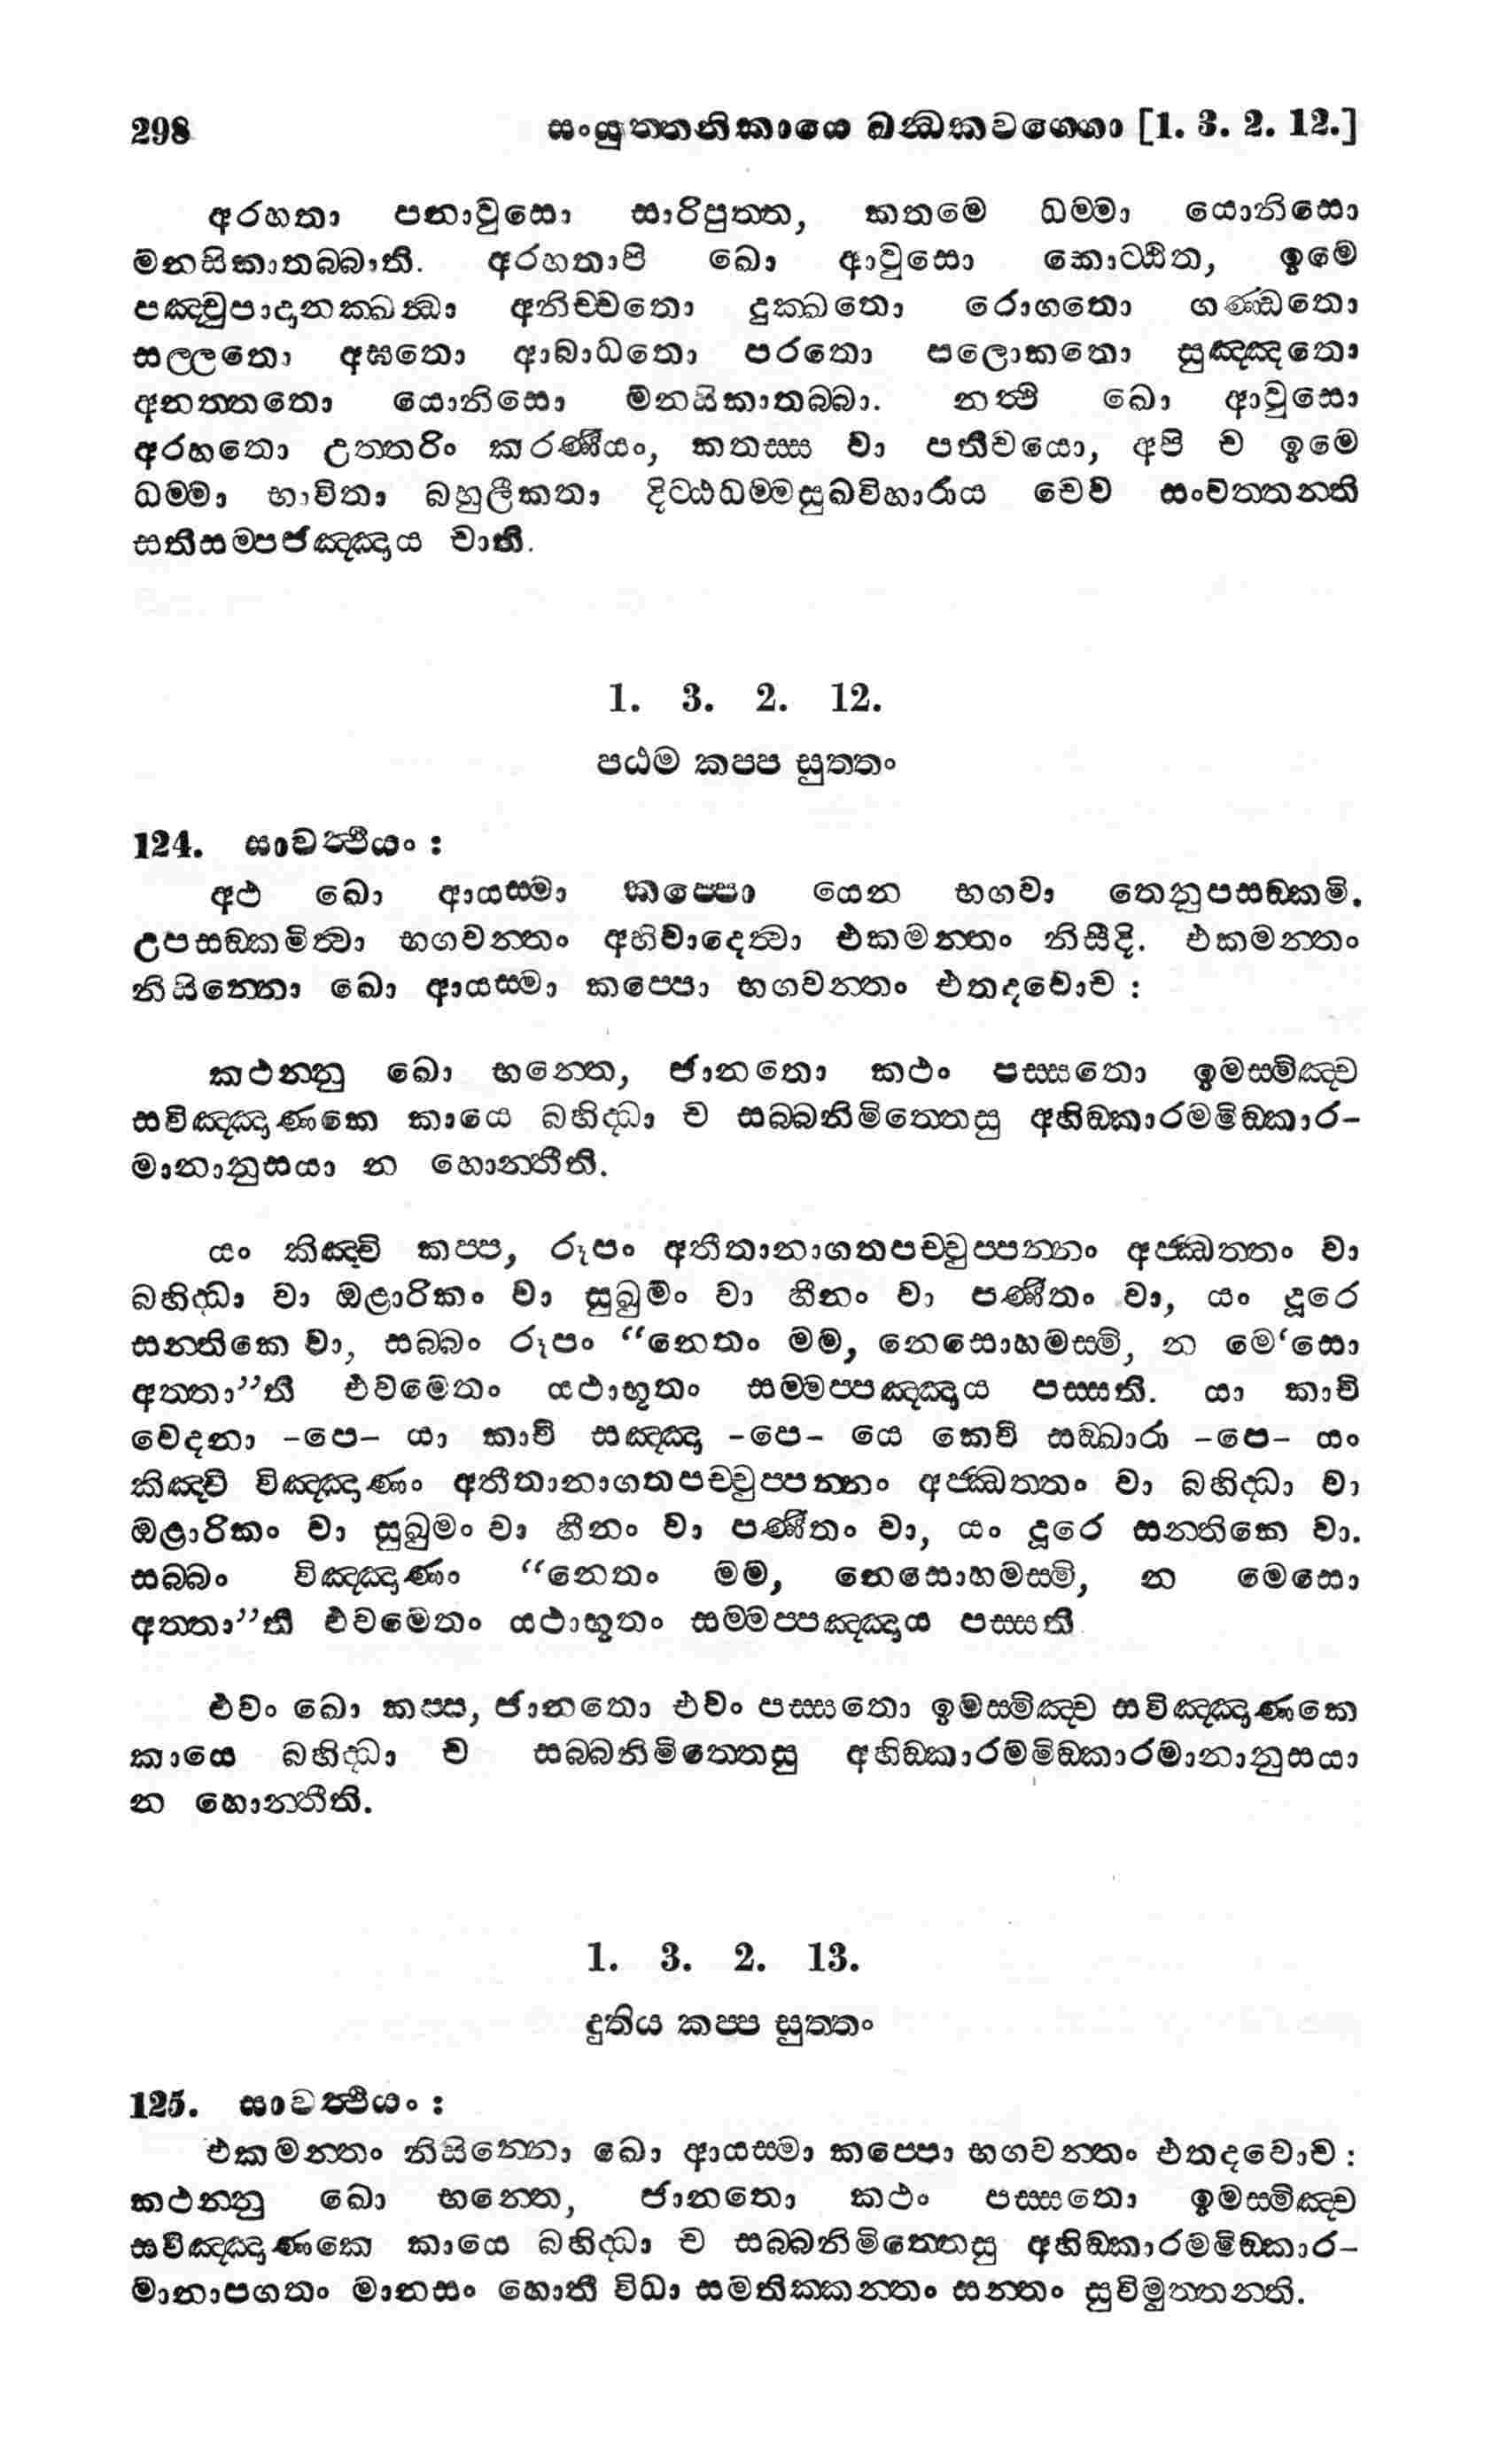 298 සංයුත්තනිකායෙ ඛන්ධකවග්ගො [1. 3. 2. 12.]
අරහතා පනාවුසො සාරිපුත්ත, කතමෙ ධම්මා යොනිසො
මනසිකාතබ්බාති. අරහතාපි ඛො ආවුසො කොට්ඨිත, ඉමෙ
පඤ්චුපාදානක්ඛන්ධා අනිච්චතො දුක්ඛතො රොගතො ගණ්ඩතො
සල්ලතො අඝතො ආබාධතො පරතො පලොකතො සුඤ්ඤතො
අනත්තතො යොනිසො මනසිකාතබ්බා. නත්ථි ඛො ආවුසො
අරහතො උත්තරිං කරණීයං, කතස්ස වා පතිචයො, අපි ච ඉමෙ
ධම්මා භාවිතා බහුලීකතා දිට්ඨධම්මසුඛවිහාරාය චෙව සංවත්තන්ති
සතිසම්පජඤ්ඤාය චාති.
1. 3. 2. 12.
පඨම කප්ප සුත්තං
124. සාවත්ථියං :
අථ ඛො ආයස්මා කප්පො යෙන භගවා තෙනුපසඞ්කමි.
උපසඞ්කමිත්වා භගවන්තං අභිවාදෙත්වා එකමන්තං නිසීදි. එකමන්තං
නිසින්නො ඛො ආයස්මා කප්පො භගවන්තං එතදවොච :
කථන්නු ඛො භන්තෙ, ජානතො කථං පස්සතො ඉමස්මිඤ්ච
සවිඤ්ඤාණකෙ කායෙ බහිද්ධා ච සබ්බනිමිත්තෙසු අහිඞ්කාරමමිඞ්කාර-
මානානුසයා න හොන්තීති.
යං කිඤ්චි කප්ප, රූපං අතීතානාගතපච්චුප්පන්නං අජ්ඣත්තං වා
බහිද්ධා වා ඔළාරිකං වා සුඛුමං වා හීනං වා පණීතං වා, යං දූරෙ
සන්තිකෙ වා, සබ්බං රූපං “නෙතං මම, නෙසොහමස්මි, න මෙ‘සො
අත්තා”ති එවමෙතං යථාභූතං සම්මප්පඤ්ඤාය පස්සති. යා කාචි
වෙදනා -පෙ- යා කාචි සඤ්ඤා -පෙ- යෙ කෙචි සඞ්ඛාරා -පෙ- යං
කිඤ්චි විඤ්ඤාණං අතීතානාගතපච්චුප්පන්නං අජ්ඣත්තං වා බහිද්ධා වා
ඔළාරිකං වා සුඛුමං වා හීනං වා පණීතං වා, යං දූරෙ සන්තිකෙ වා.
සබ්බං විඤ්ඤාණං “නෙතං මම, නෙසොහමස්මි, න මෙසො
අත්තා”ති එවමෙතං යථාභූතං සම්මප්පඤ්ඤාය පස්සති
එවං ඛො කප්ප, ජානතො එවං පස්සතො ඉමස්මිඤ්ච සවිඤ්ඤාණකෙ
කායෙ බහිද්ධා ච සබ්බනිමිත්තෙසු අහිඞ්කාරමමිඞ්කාරමානානුසයා
න හොන්තීති.
1. 3. 2. 13.
දුතිය කප්ප සුත්තං
125. සාවත්ථියං :
එකමන්තං නිසින්නො ඛො ආයස්මා කප්පො භගවන්තං එතදවොච :
කථන්නු ඛො භන්තෙ, ජානතො කථං පස්සතො ඉමස්මිඤ්ච
සවිඤ්ඤාණකෙ කායෙ බහිද්ධා ච සබ්බනිමිත්තෙසු අහිඞ්කාරමමිඞ්කාර-
මානාපගතං මානසං හොති විධා සමතික්කන්තං සන්තං සුවිමුත්තන්ති.